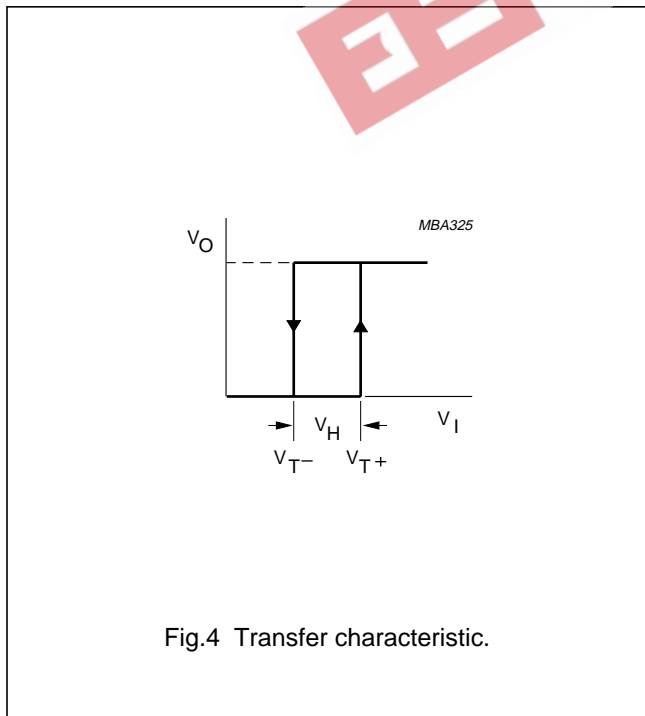 MBA325
VO
VH
VI
VT− VT+
Fig.4 Transfer characteristic.